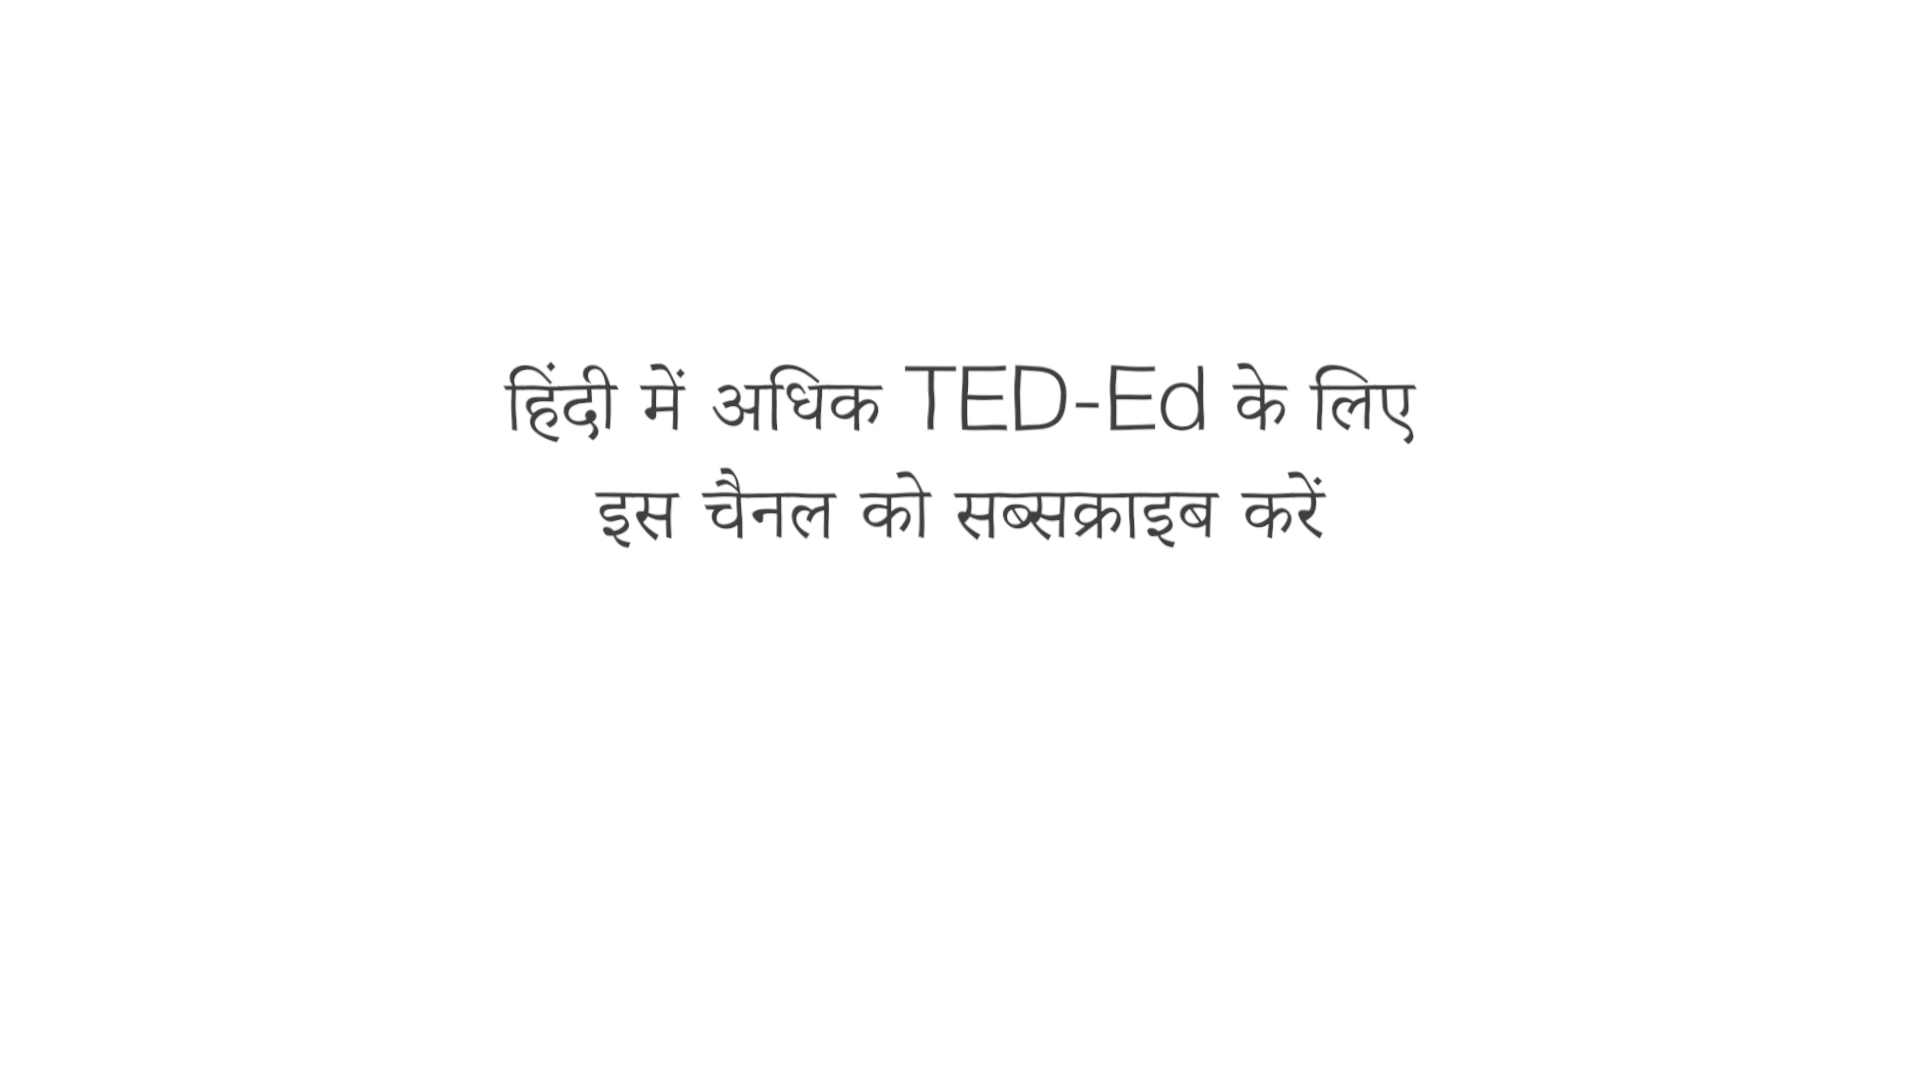 हिंदी में अधिक TED-Ed के लिए
इस चैनल को सब्सक्राइब करें